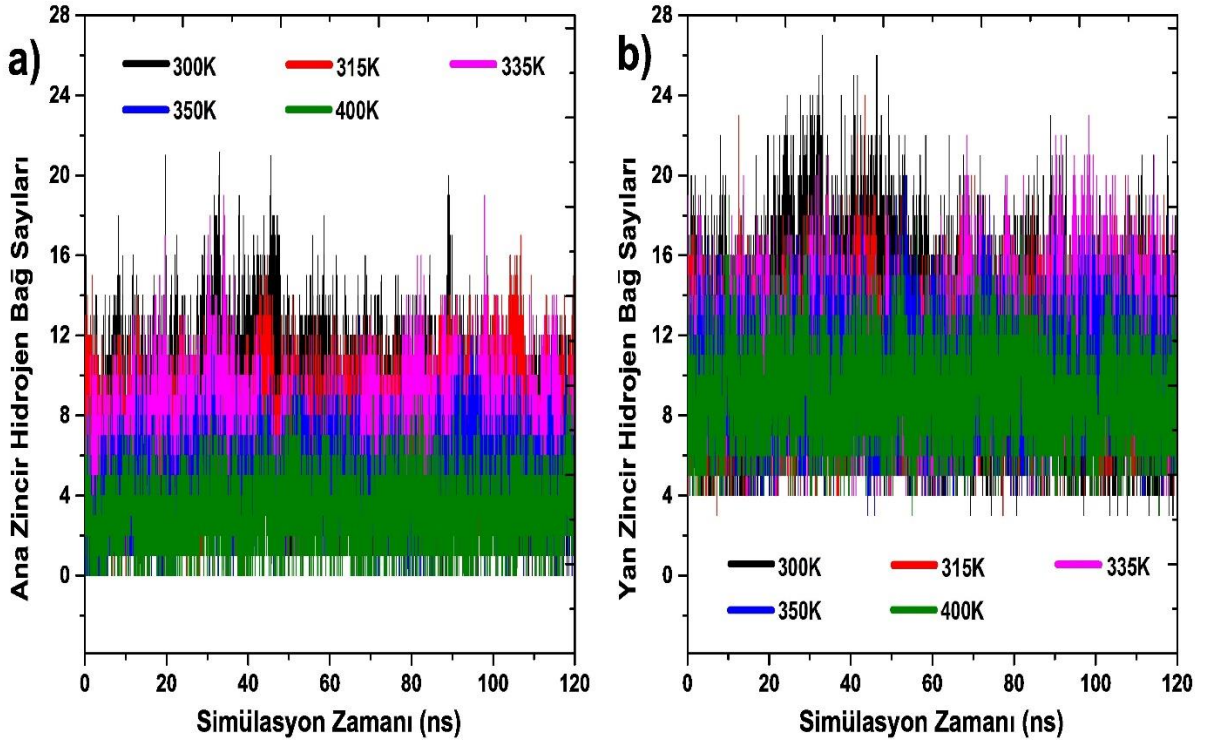 a)
300K 315K 335K
350K 400K
Ana Zincir Hidrojen Bağ Sayıları
28
24
20
16
12
8
4
0
0 20 40 60 80 100 120
Simülasyon Zamanı (ns)
b)
Yan Zincir Hidrojen Bağ Sayıları
28
24
20
16
12
8
4
0
300K 315K 335K
350K 400K
0 20 40 60 80 100 120
Simülasyon Zamanı (ns)